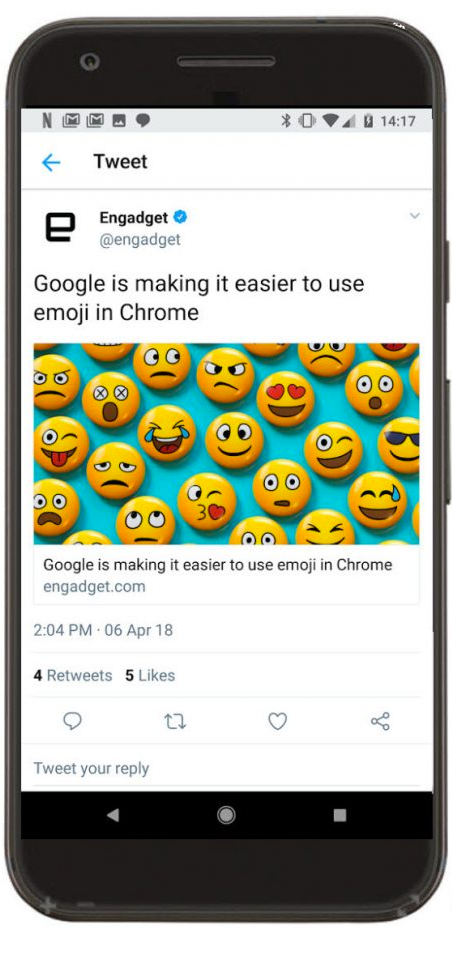 14:17
Tweet
Engadget
@engadget
Google is making it easier to use
emoji in Chrome
Google is making it easier to use emoji in Chrome
engadget.com
2:04 PM · 06 Apr 18
4 Retweets 5 Likes
Tweet your reply